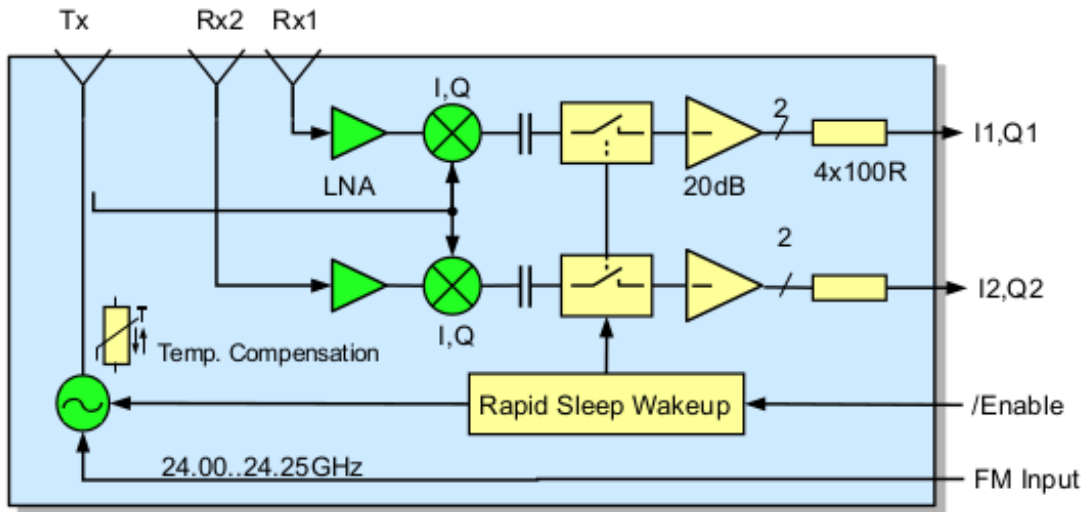 Tx Rx2 Rx1
I,Q
2
I1,Q1
LNA
20dB
4x100R
2
I2,Q2
I,Q
T
Temp. Compensation
Rapid Sleep Wakeup
/Enable
24.00..24.25GHz
FM Input